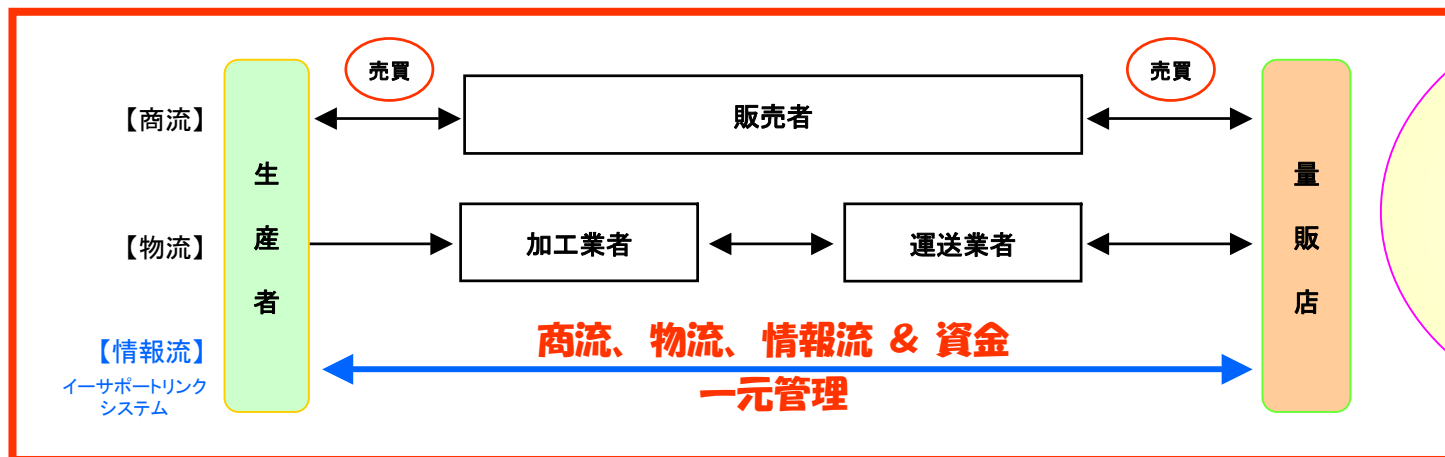 売買
売買
【商流】
販売者
生産者
量販店
【物流】
加工業者
運送業者
商流、物流、情報流 & 資金
一元管理
【情報流】
イーサポートリンク
システム